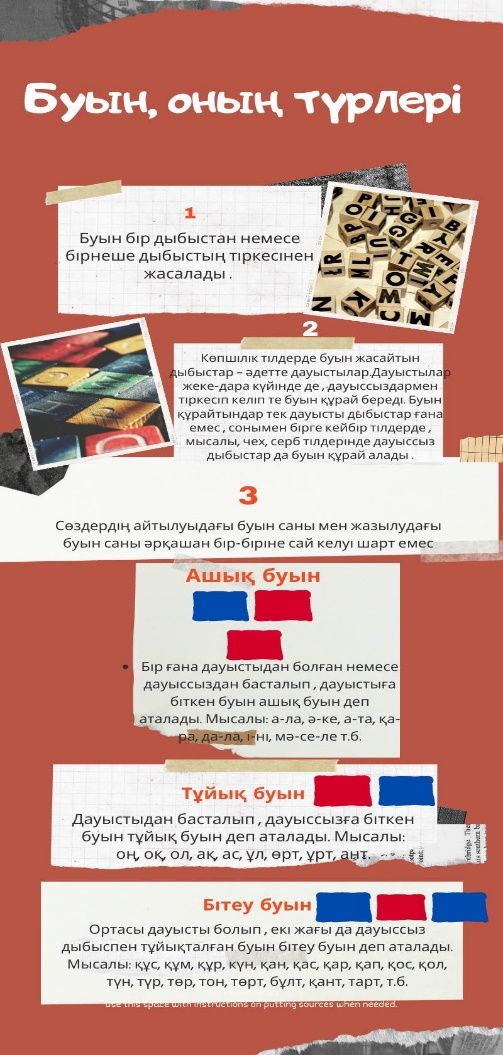 Буын, оның түрлері
1
Буын бір дыбыстан немесе
бірнеше дыбыстың тіркесінен
жасалады .
2
Көпшілік тілдерде буын жасайтын
дыбыстар – әдетте дауыстылар.Дауыстылар
жеке-дара күйінде де , дауыссыздармен
тіркесіп келіп те буын құрай береді. Буын
құрайтындар тек дауысты дыбыстар ғана
емес , сонымен бірге кейбір тілдерде ,
мысалы, чех, серб тілдерінде дауыссыз
дыбыстар да буын құрай алады .
3
Сөздердің айтылуыдағы буын саны мен жазылудағы
буын саны әрқашан бір-біріне сай келуі шарт емес
Ашық буын
• Бір ғана дауыстыдан болған немесе
дауыссыздан басталып , дауыстыға
біткен буын ашық буын деп
аталады. Мысалы: а-ла, ә-ке, а-та, қа-
ра, да-ла, і-ні, мә-се-ле т.б.
Тұйық буын
Дауыстыдан басталып , дауыссызға біткен
буын тұйық буын деп аталады. Мысалы:
оң, оқ, ол, ақ, ас, ұл, өрт, ұрт, ант.
Бітеу буын
Ортасы дауысты болып , екі жағы да дауыссыз
дыбыспен тұйықталған буын бітеу буын деп аталады.
Мысалы: құс, құм, құр, күн, қан, қас, қар, қап, қос, қол,
түн, түр, төр, тон, төрт, бұлт, қант, тарт, т.б.
use this space with instructions on putting sources when needed.